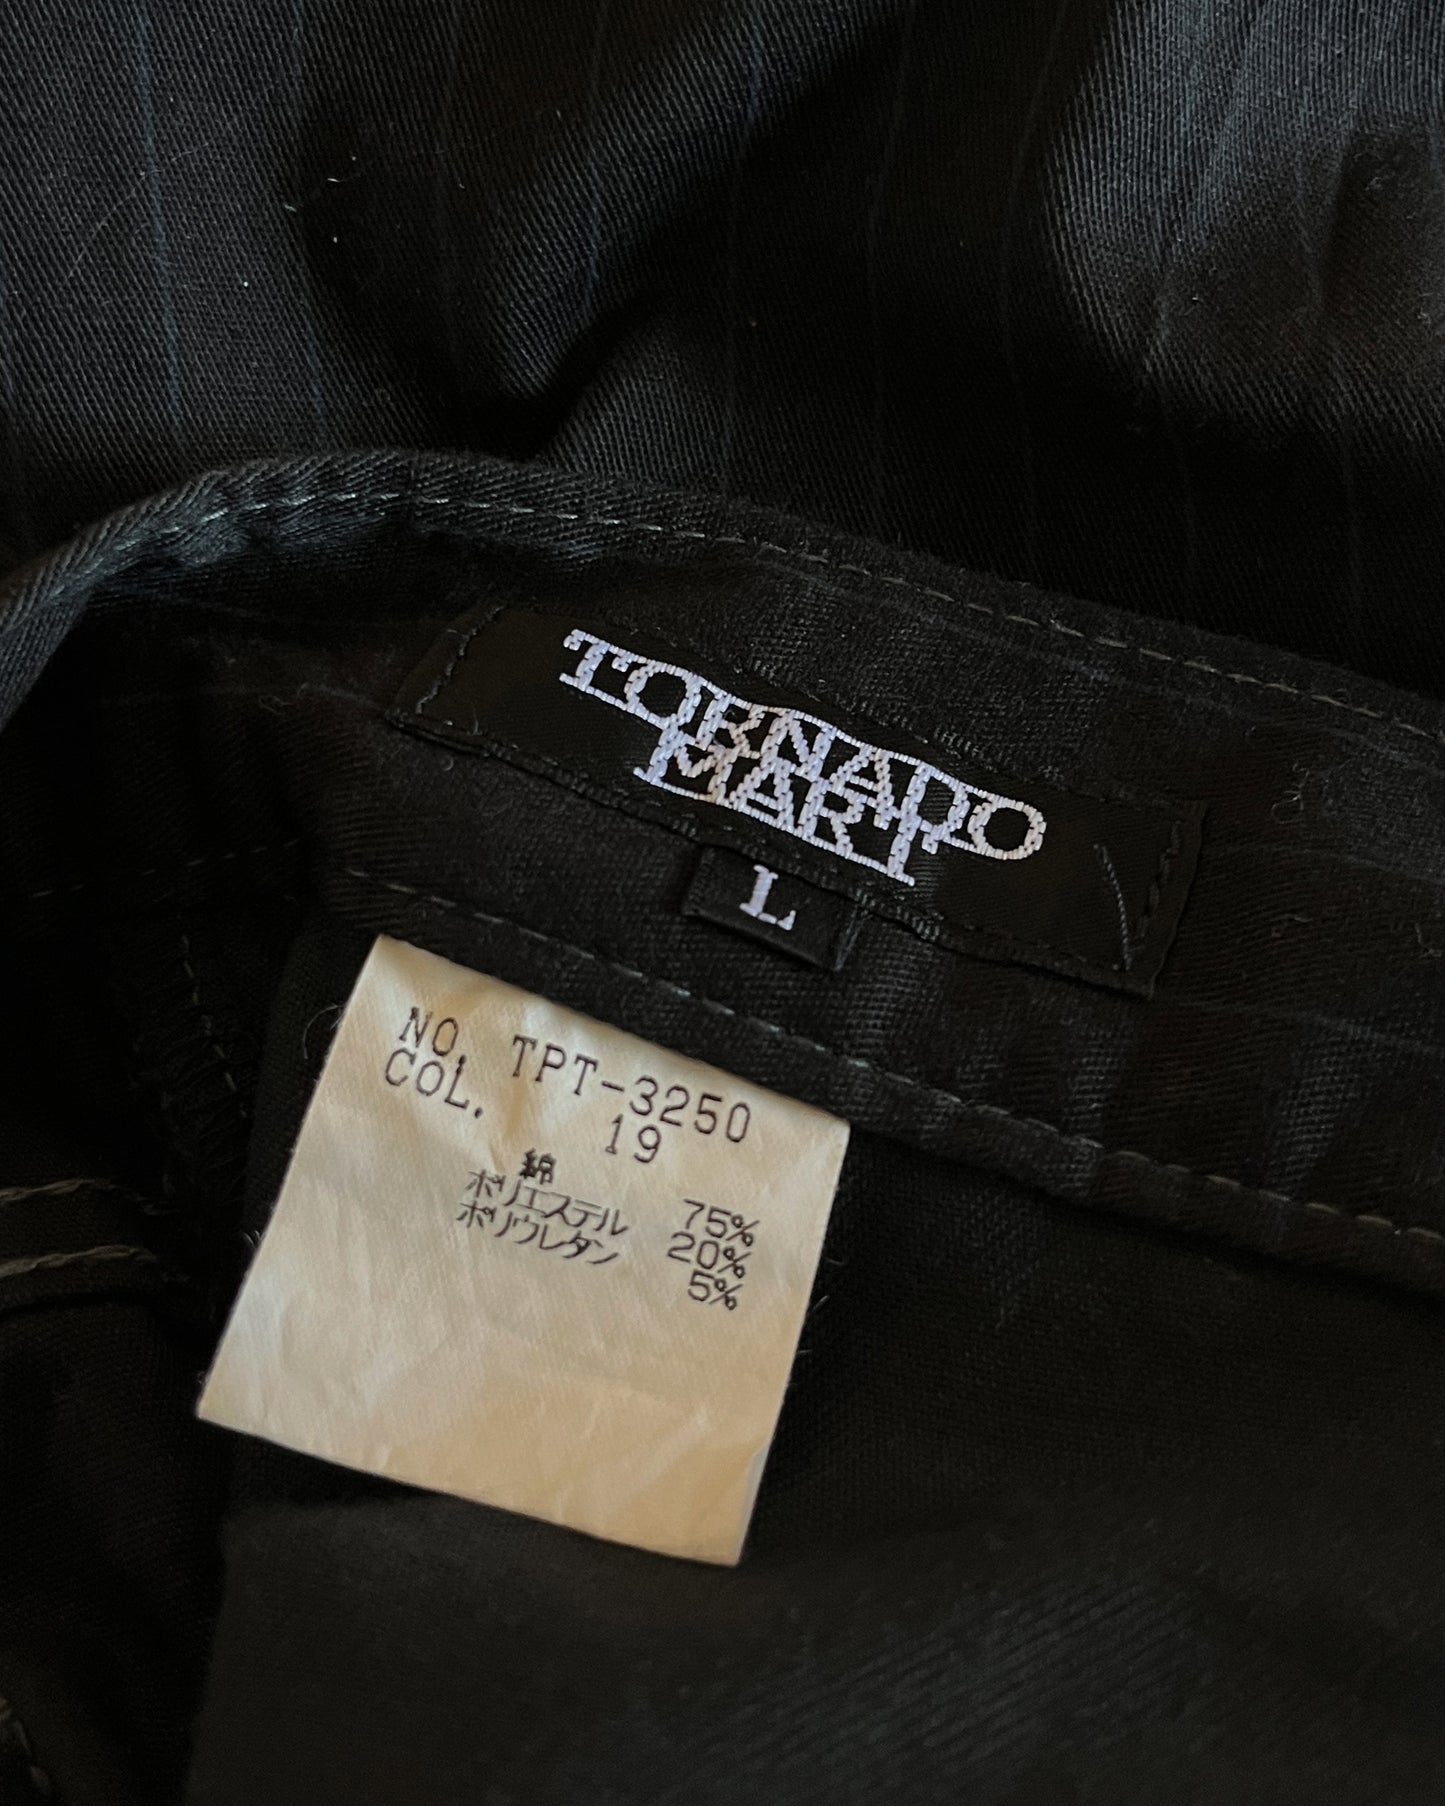 TORNADO
MART
L
NO. TPT-3250
COL. 19
綿 75%
ポリエステル 20%
ポリウレタン 5%